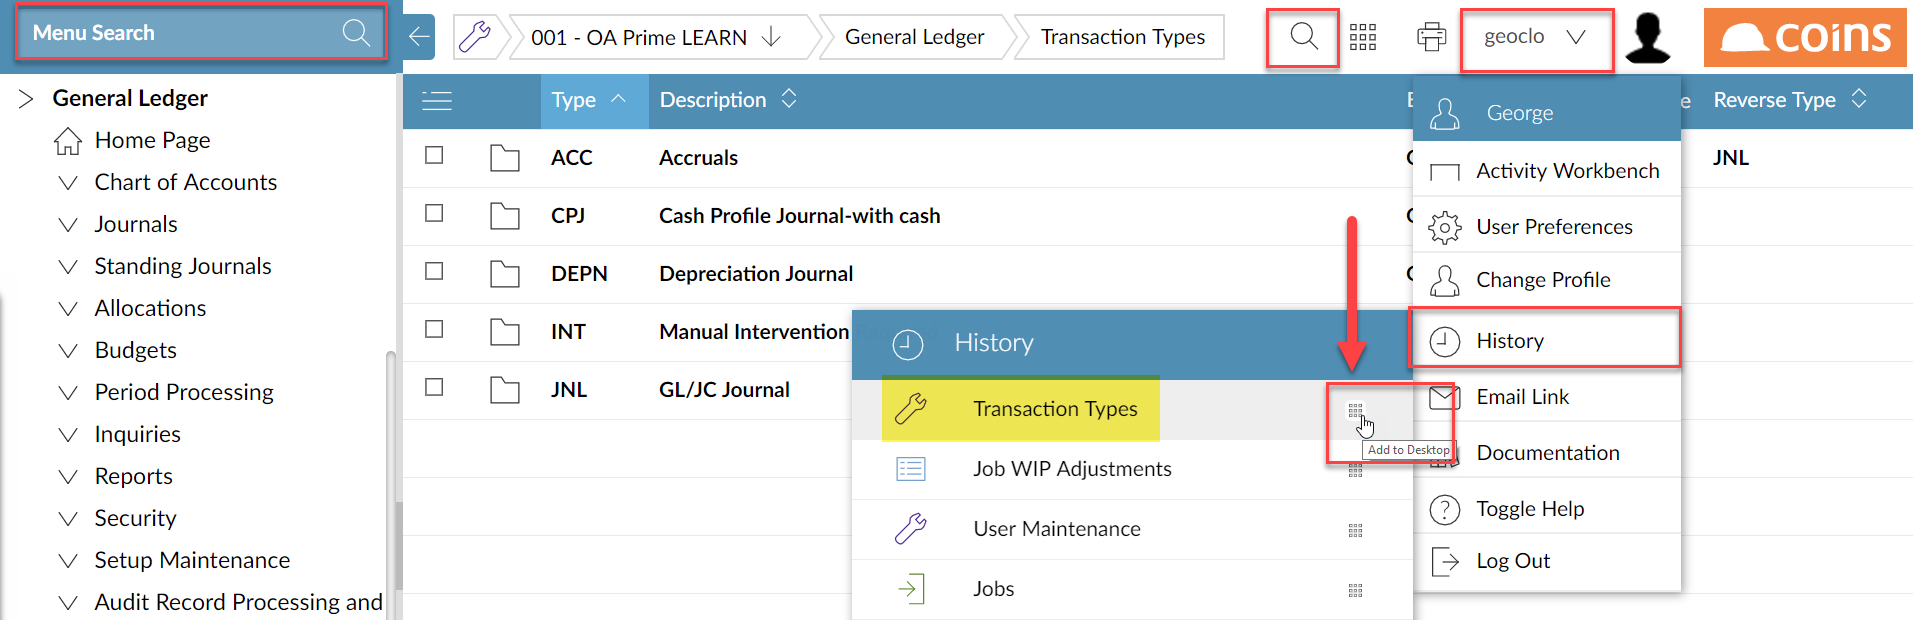 Menu Search
001 - OA Prime LEARN
General Ledger
Transaction Types
geoclo
coins
General Ledger
Home Page
Chart of Accounts
Journals
Standing Journals
Allocations
Budgets
Period Processing
Inquiries
Reports
Security
Setup Maintenance
Audit Record Processing and
Type Description Reverse Type
ACC Accruals JNL
CPJ Cash Profile Journal-with cash
DEPN Depreciation Journal
INT Manual Intervention
JNL GL/JC Journal
History
Transaction Types
Add to Desktop
Job WIP Adjustments
User Maintenance
Jobs
George
Activity Workbench
User Preferences
Change Profile
History
Email Link
Documentation
Toggle Help
Log Out